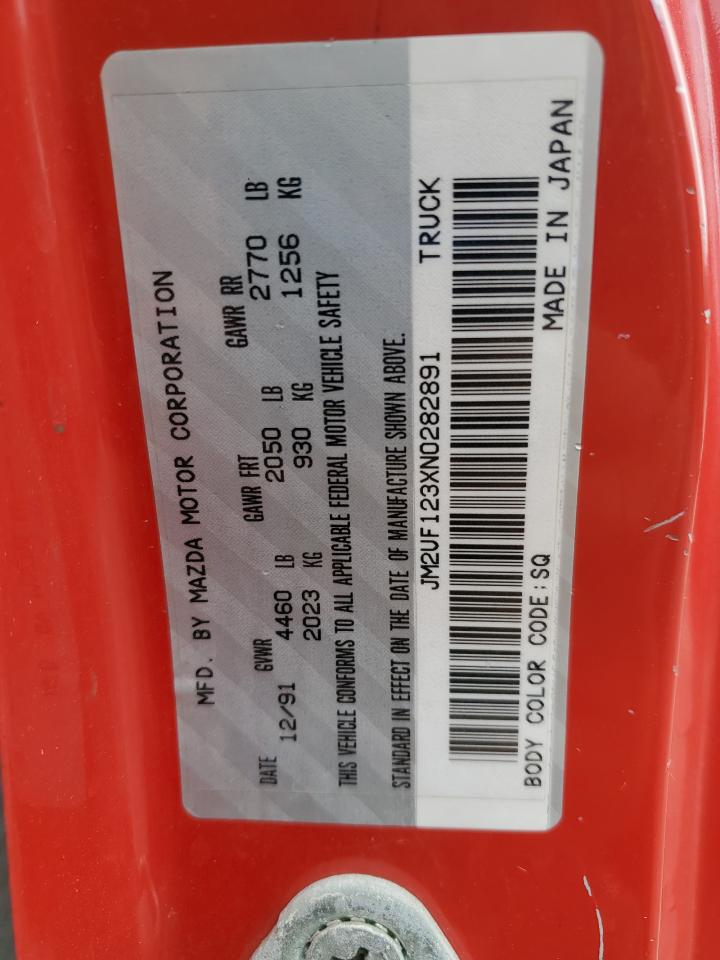 MFD. BY MAZDA MOTOR CORPORATION
DATE GVWR GAWR FRT GAWR RR
12/91 4460 LB 2050 LB 2770 LB
2023 KG 930 KG 1256 KG
THIS VEHICLE CONFORMS TO ALL APPLICABLE FEDERAL MOTOR VEHICLE SAFETY
STANDARD IN EFFECT ON THE DATE OF MANUFACTURE SHOWN ABOVE.
JM2UF123XN0282891 TRUCK
BODY COLOR CODE:SQ MADE IN JAPAN